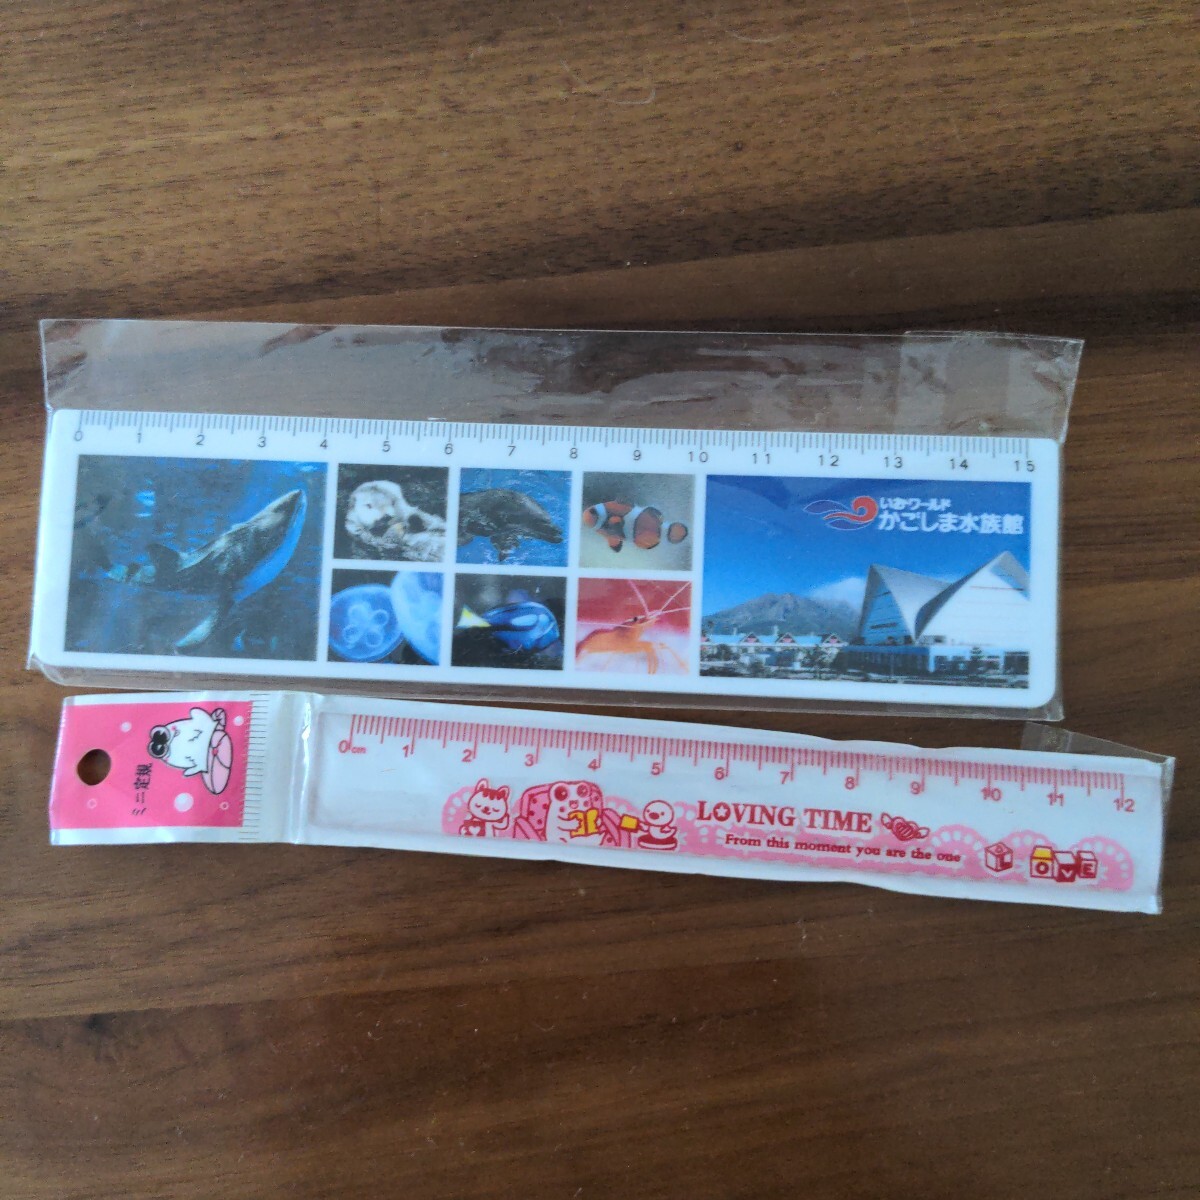 0 1 2 3 4 5 6 7 8 9 10 11 12 13 14 15
いおワールド
かごしま水族館
ミニ定規
0cm 1 2 3 4 5 6 7 8 9 10 11 12
LOVING TIME
From this moment you are the one
LOVE